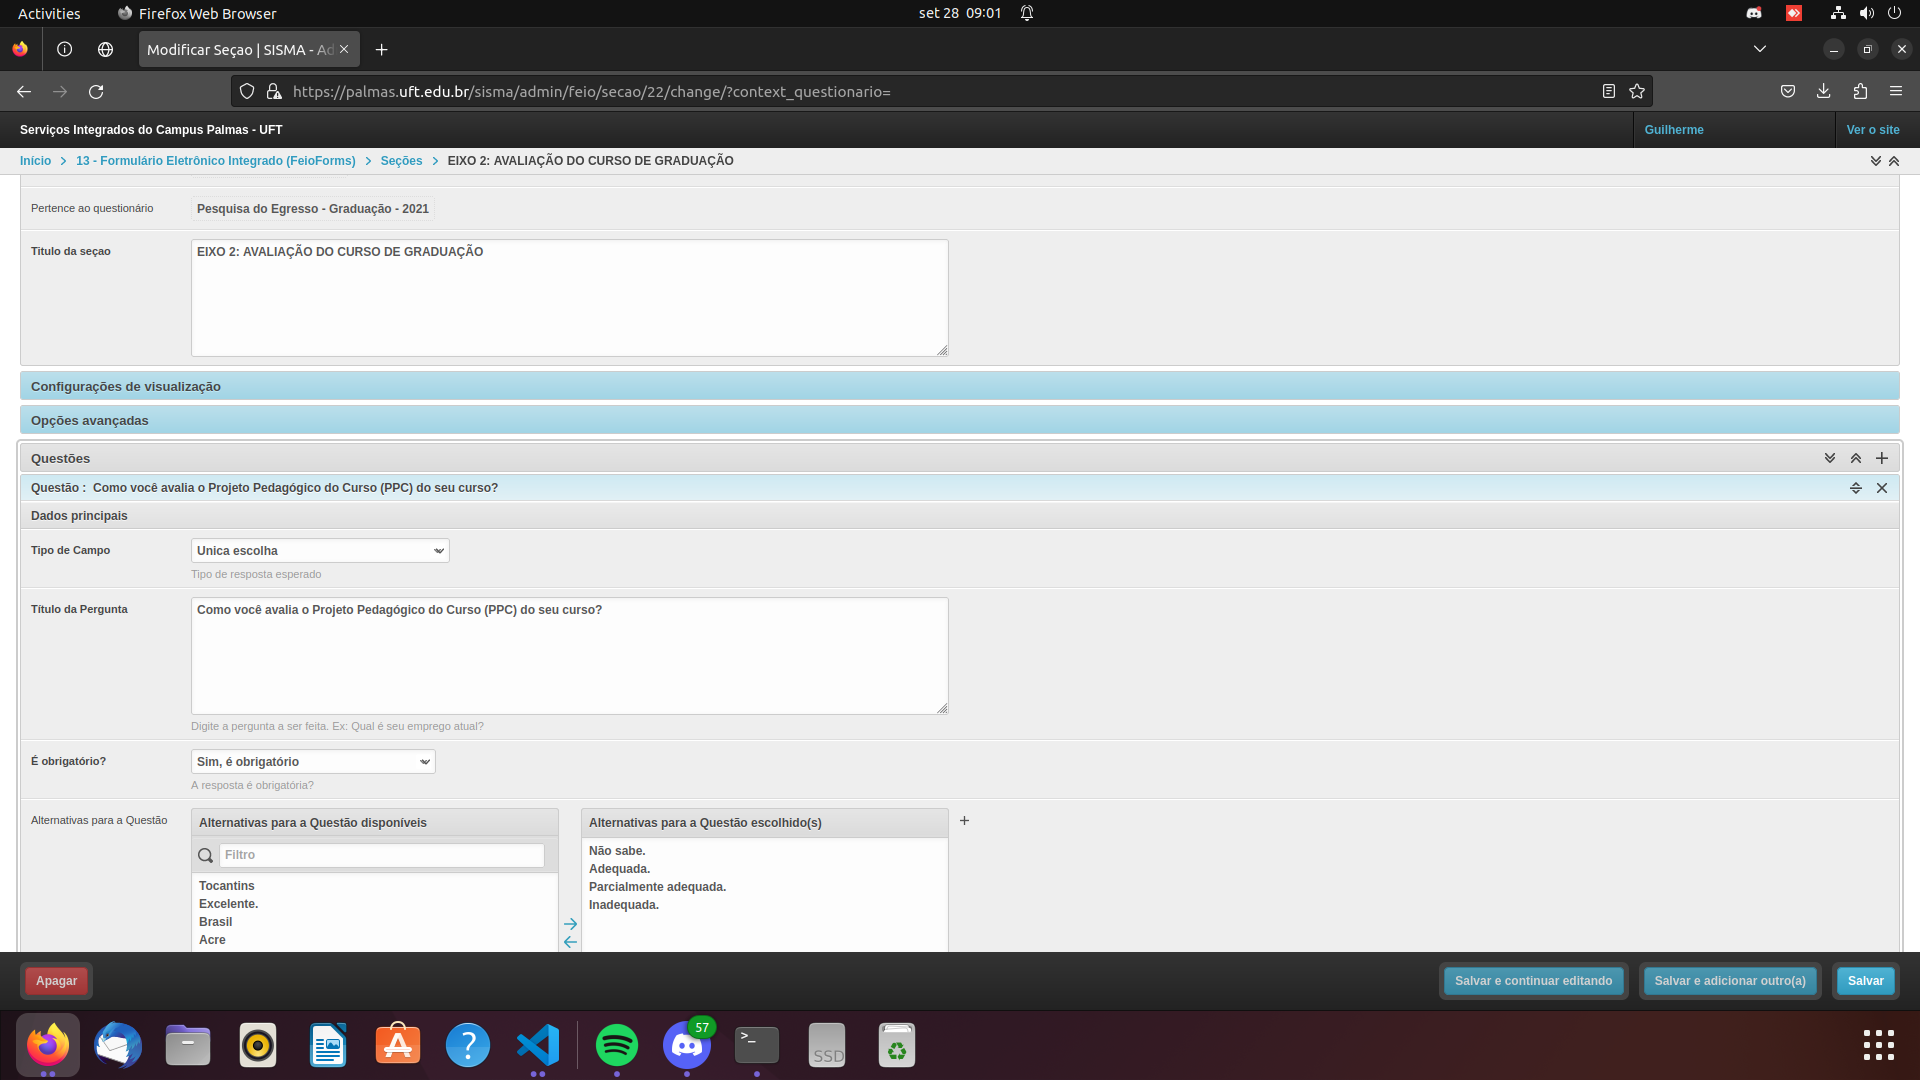 Activities
Firefox Web Browser
set 28 09:01
Modificar Seçao | SISMA - Ad
https://palmas.uft.edu.br/sisma/admin/feio/secao/22/change/?context_questionario=
Serviços Integrados do Campus Palmas - UFT
Guilherme
Ver o site
Início > 13 - Formulário Eletrônico Integrado (FeioForms) > Seções > EIXO 2: AVALIAÇÃO DO CURSO DE GRADUAÇÃO
Pertence ao questionário
Pesquisa do Egresso - Graduação - 2021
Titulo da seçao
EIXO 2: AVALIAÇÃO DO CURSO DE GRADUAÇÃO
Configurações de visualização
Opções avançadas
Questões
Questão : Como você avalia o Projeto Pedagógico do Curso (PPC) do seu curso?
Dados principais
Tipo de Campo
Unica escolha
Tipo de resposta esperado
Título da Pergunta
Como você avalia o Projeto Pedagógico do Curso (PPC) do seu curso?
Digite a pergunta a ser feita. Ex: Qual é seu emprego atual?
É obrigatório?
Sim, é obrigatório
A resposta é obrigatória?
Alternativas para a Questão
Alternativas para a Questão disponíveis
Filtro
Tocantins
Excelente.
Brasil
Acre
Alternativas para a Questão escolhido(s)
Não sabe.
Adequada.
Parcialmente adequada.
Inadequada.
Apagar
Salvar e continuar editando
Salvar e adicionar outro(a)
Salvar
57
>_
SSD